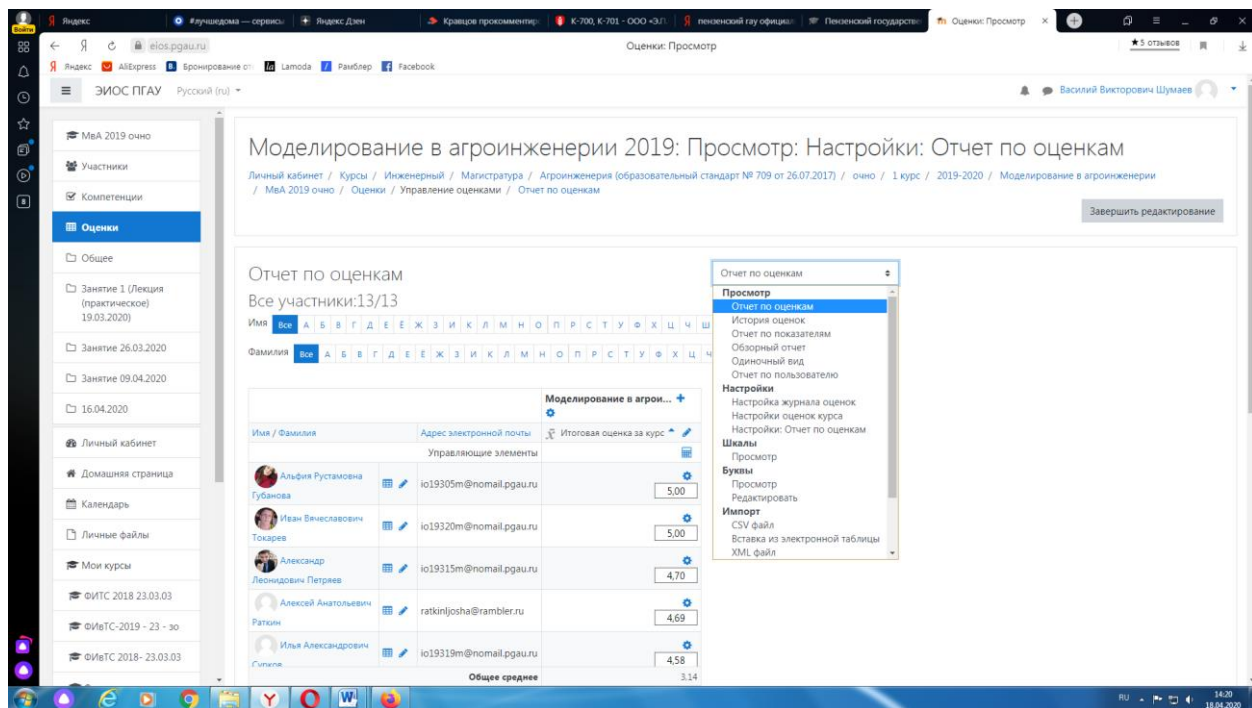 Яндекс
#лучшедома — сервисы
Яндекс.Дзен
Кравцов прокомментир
К-700, К-701 - ООО «Э.Л.
пензенский гау официал
Пензенский государстве
Оценки: Просмотр
Войти
eios.pgau.ru
Оценки: Просмотр
★5 отзывов
Яндекс
AliExpress
Бронирование от
Lamoda
Рамблер
Facebook
ЭИОС ПГАУ
Русский (ru)
Василий Викторович Шумаев
МвА 2019 очно
Участники
Компетенции
Оценки
Общее
Занятие 1 (Лекция
(практическое)
19.03.2020)
Занятие 26.03.2020
Занятие 09.04.2020
16.04.2020
Личный кабинет
Домашняя страница
Календарь
Личные файлы
Мои курсы
ФИТС 2018 23.03.03
ФИвТС-2019 - 23 - зо
ФИвТС 2018- 23.03.03
Моделирование в агроинженерии 2019: Просмотр: Настройки: Отчет по оценкам
Личный кабинет / Курсы / Инженерный / Магистратура / Агроинженерия (образовательный стандарт № 709 от 26.07.2017) / очно / 1 курс / 2019-2020 / Моделирование в агроинженерии
/ МвА 2019 очно / Оценки / Управление оценками / Отчет по оценкам
Завершить редактирование
Отчет по оценкам
Все участники:13/13
Имя Все А Б В Г Д Е Ё Ж З И К Л М Н О П Р С Т У Ф Х Ц Ч Ш
Фамилия Все А Б В Г Д Е Ё Ж З И К Л М Н О П Р С Т У Ф Х Ц Ч
Моделирование в агрои...
Имя / Фамилия
Адрес электронной почты
Итоговая оценка за курс
Управляющие элементы
Альфия Рустамовна
Губанова
io19305m@nomail.pgau.ru
5,00
Иван Вячеславович
Токарев
io19320m@nomail.pgau.ru
5,00
Александр
Леонидович Петряев
io19315m@nomail.pgau.ru
4,70
Алексей Анатольевич
Раткин
ratkinljosha@rambler.ru
4,69
Илья Александрович
Сурков
io19319m@nomail.pgau.ru
4,58
Общее среднее
3,14
Отчет по оценкам
Просмотр
Отчет по оценкам
История оценок
Отчет по показателям
Обзорный отчет
Одиночный вид
Отчет по пользователю
Настройки
Настройка журнала оценок
Настройки оценок курса
Настройки: Отчет по оценкам
Шкалы
Просмотр
Буквы
Просмотр
Редактировать
Импорт
CSV файл
Вставка из электронной таблицы
XML файл
RU
14:20
18.04.2020